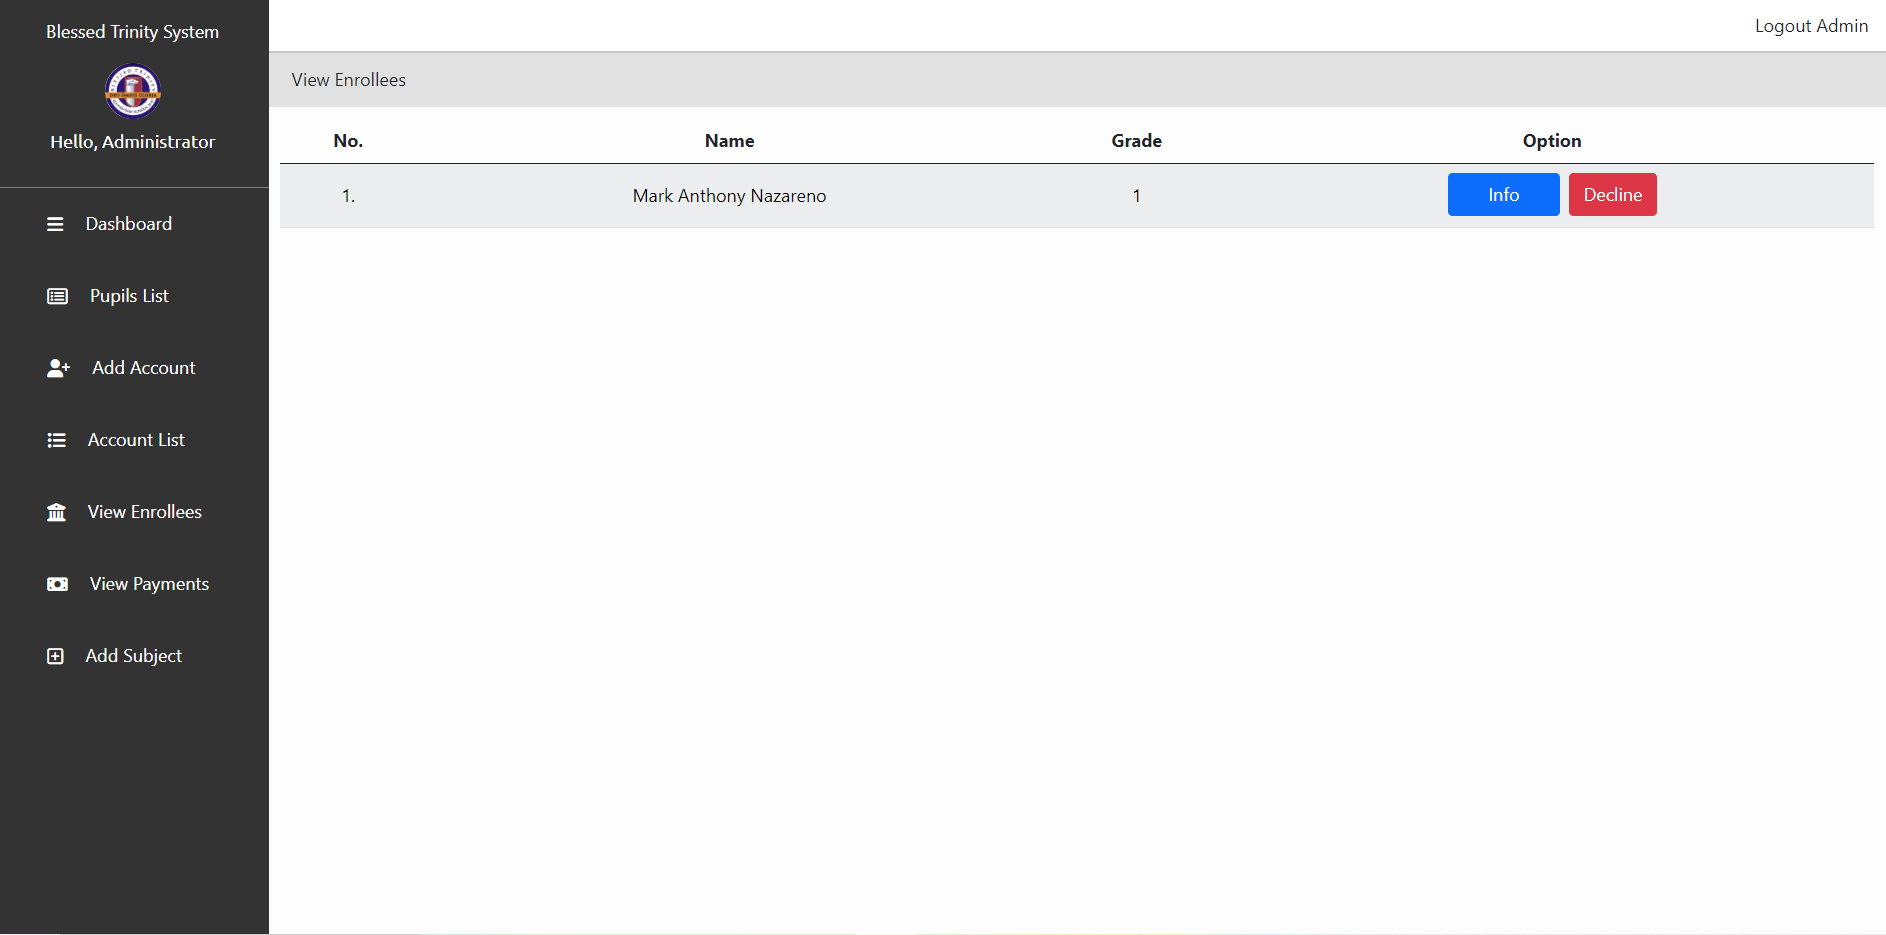 Blessed Trinity System
Hello, Administrator
Dashboard
Pupils List
Add Account
Account List
View Enrollees
View Payments
Add Subject
Logout Admin
View Enrollees
No. Name Grade Option
1. Mark Anthony Nazareno 1 Info Decline